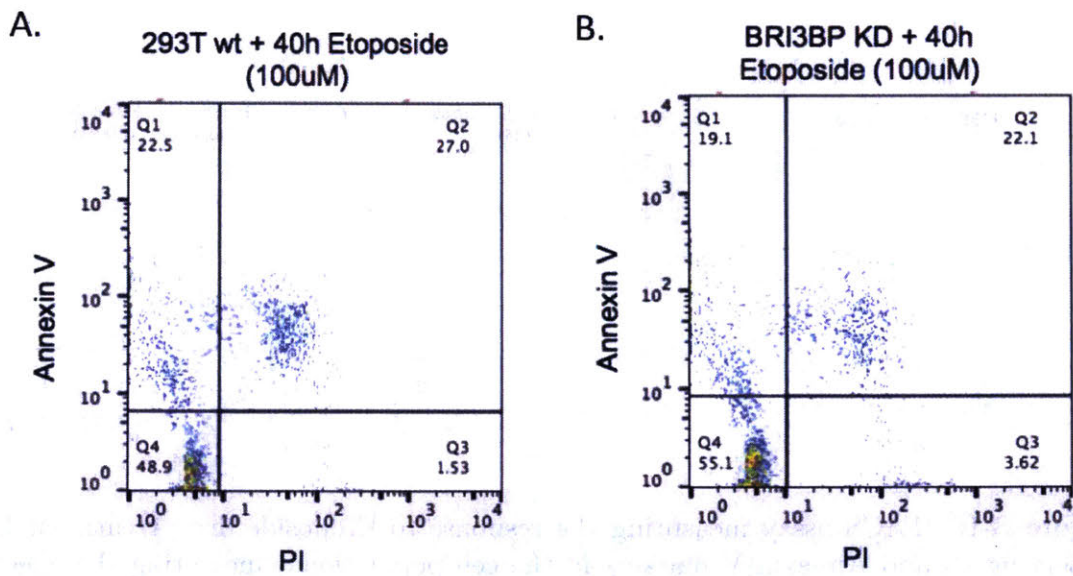 A.
293T wt + 40h Etoposide
(100uM)
10^4
Q1
22.5
Q2
27.0
10^3
Annexin V
10^2
10^1
Q4
48.9
Q3
1.53
10^0
10^0 10^1 10^2 10^3 10^4
PI
B.
BRI3BP KD + 40h
Etoposide (100uM)
10^4
Q1
19.1
Q2
22.1
10^3
Annexin V
10^2
10^1
Q4
55.1
Q3
3.62
10^0
10^0 10^1 10^2 10^3 10^4
PI